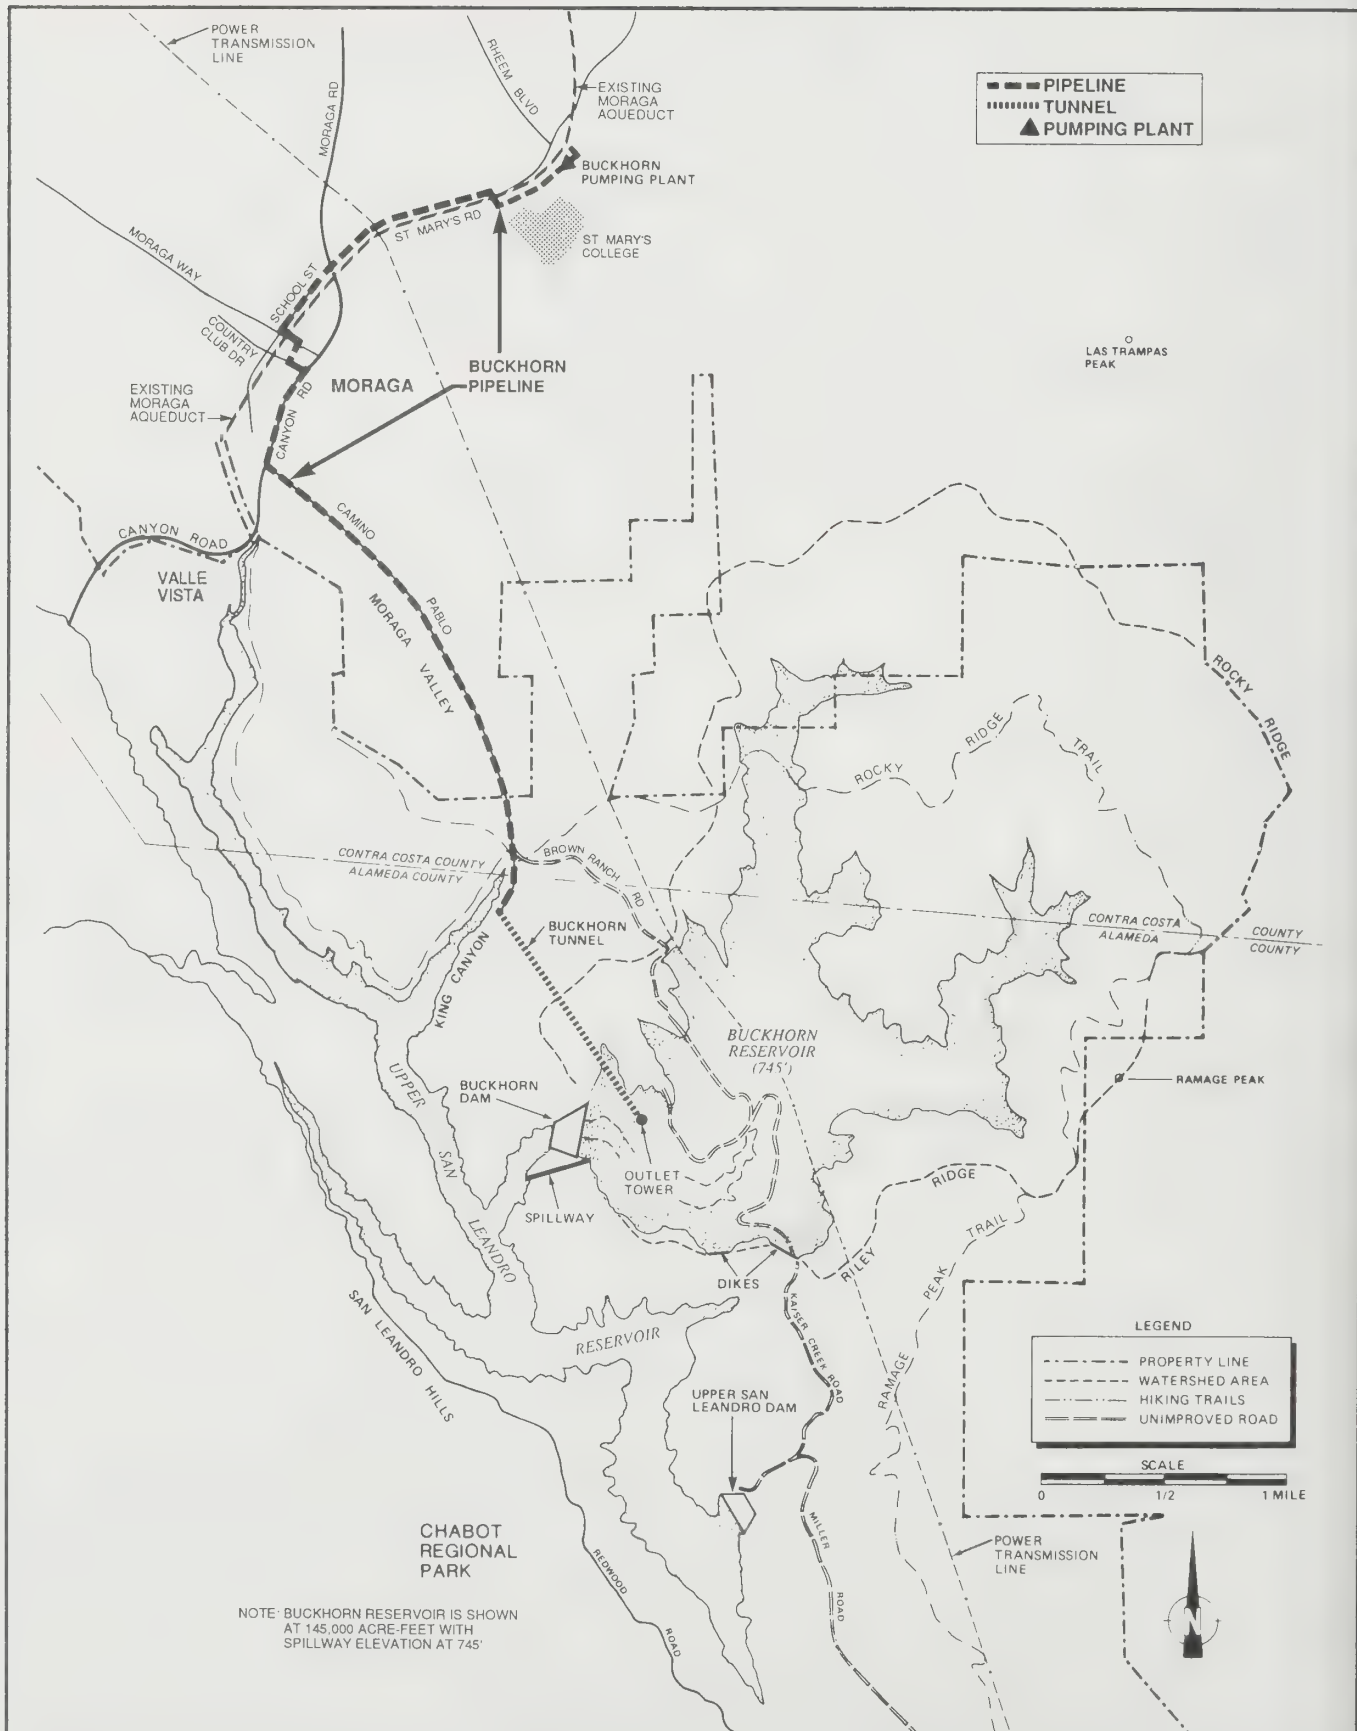 POWER
TRANSMISSION
LINE
MORAGA RD
RHEEM BLVD
EXISTING
MORAGA
AQUEDUCT
PIPELINE
TUNNEL
PUMPING PLANT
BUCKHORN
PUMPING PLANT
ST MARY'S RD
ST MARY'S
COLLEGE
MORAGA WAY
SCHOOL ST
COUNTRY
CLUB DR
LAS TRAMPAS
PEAK
EXISTING
MORAGA
AQUEDUCT
CANYON RD
MORAGA
BUCKHORN
PIPELINE
CANYON ROAD
VALLE
VISTA
CAMINO
PABLO
MORAGA VALLEY
ROCKY
RIDGE
ROCKY
RIDGE
TRAIL
CONTRA COSTA COUNTY
ALAMEDA COUNTY
BROWN RANCH RD
CONTRA COSTA
ALAMEDA
COUNTY
COUNTY
BUCKHORN
TUNNEL
KING CANYON
BUCKHORN
RESERVOIR
(745')
BUCKHORN
DAM
RAMAGE PEAK
UPPER
SAN
LEANDRO
RESERVOIR
OUTLET
TOWER
SPILLWAY
DIKES
RILEY
RIDGE
RAMAGE
PEAK
TRAIL
KAISER CREEK ROAD
SAN LEANDRO HILLS
UPPER SAN
LEANDRO DAM
LEGEND
PROPERTY LINE
WATERSHED AREA
HIKING TRAILS
UNIMPROVED ROAD
SCALE
0 1/2 1 MILE
MILLER
ROAD
POWER
TRANSMISSION
LINE
CHABOT
REGIONAL
PARK
REDWOOD
ROAD
N
NOTE: BUCKHORN RESERVOIR IS SHOWN
AT 145,000 ACRE-FEET WITH
SPILLWAY ELEVATION AT 745'